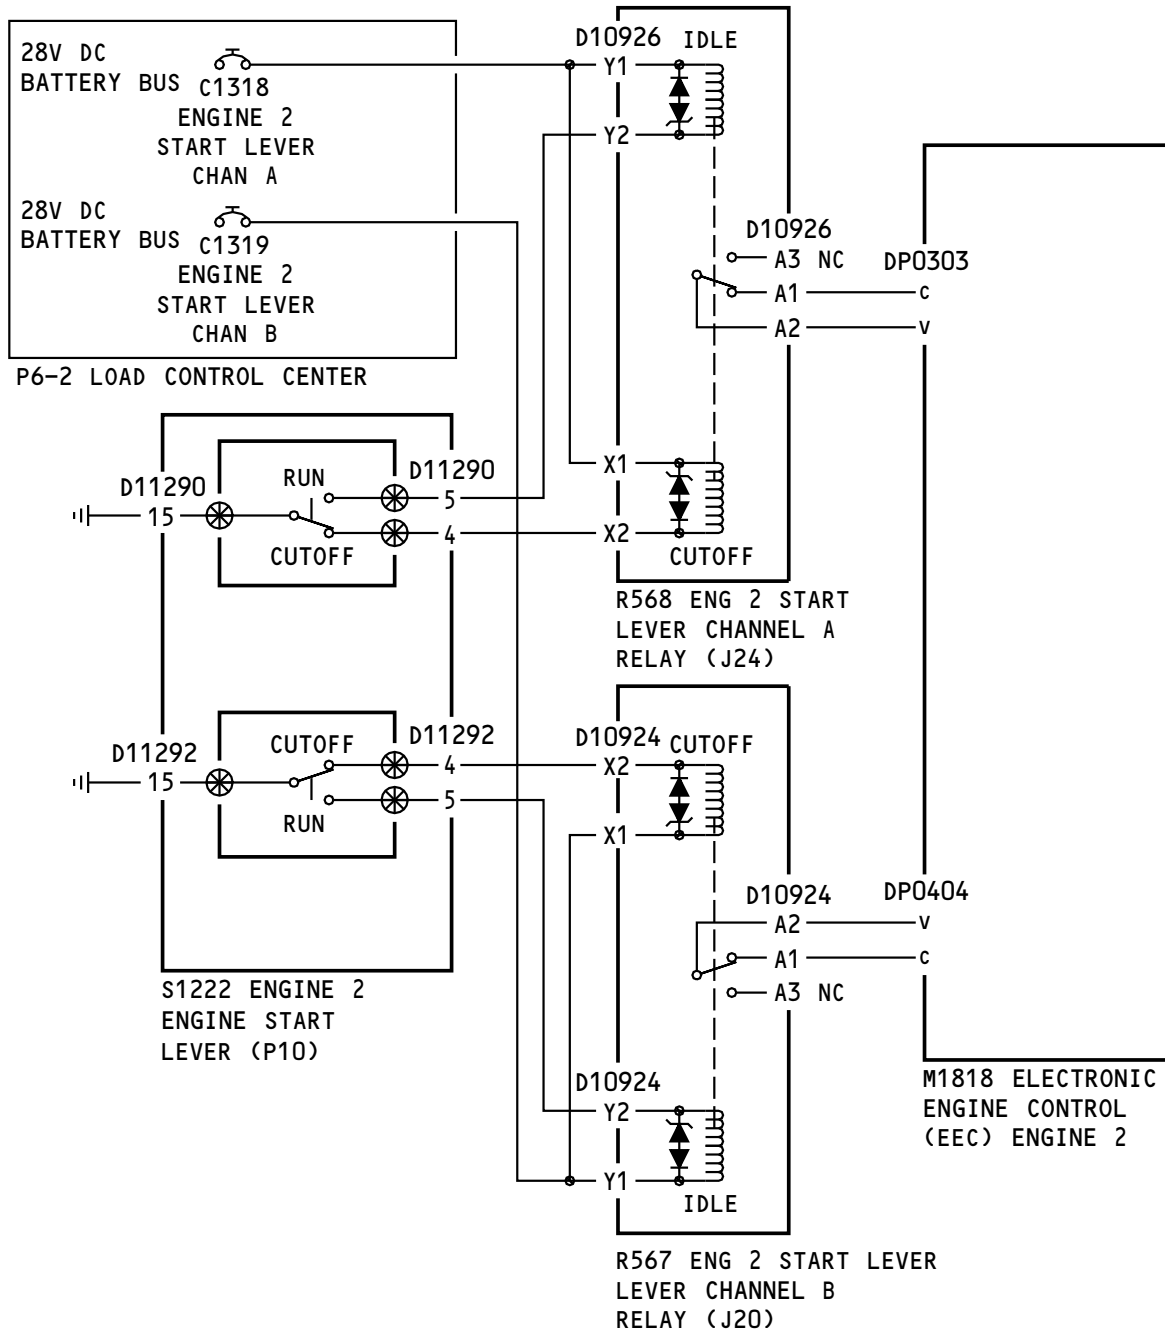 28V DC
BATTERY BUS
C1318
ENGINE 2
START LEVER
CHAN A
28V DC
BATTERY BUS
C1319
ENGINE 2
START LEVER
CHAN B
P6-2 LOAD CONTROL CENTER
D10926
IDLE
Y1
Y2
D10926
A3 NC
A1
A2
X1
X2
CUTOFF
R568 ENG 2 START
LEVER CHANNEL A
RELAY (J24)
DP0303
C
V
D11290
15
RUN
CUTOFF
D11290
5
4
D11292
15
CUTOFF
RUN
D11292
4
5
S1222 ENGINE 2
ENGINE START
LEVER (P10)
D10924
CUTOFF
X2
X1
D10924
A2
A1
A3 NC
D10924
Y2
Y1
IDLE
R567 ENG 2 START LEVER
LEVER CHANNEL B
RELAY (J20)
DP0404
V
C
M1818 ELECTRONIC
ENGINE CONTROL
(EEC) ENGINE 2